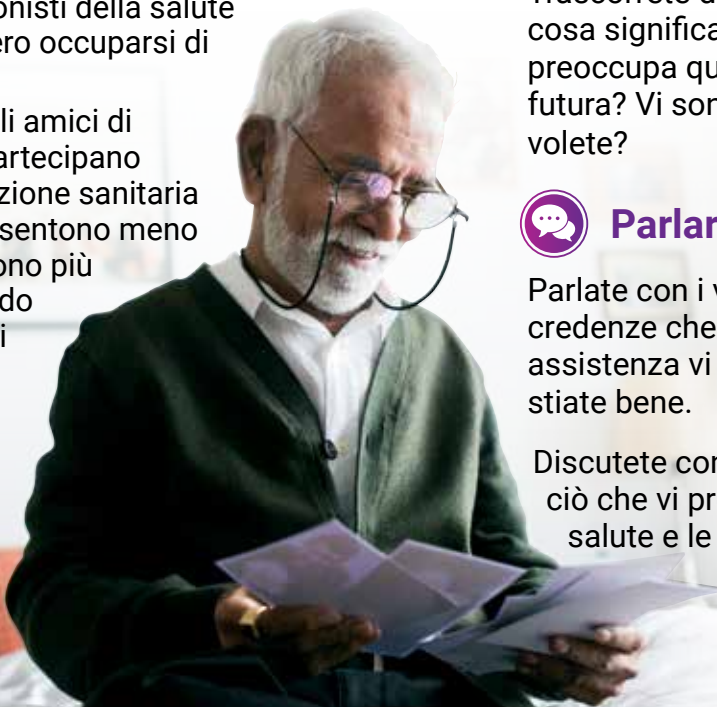 onisti della salute
ero occuparsi di
li amici di
artecipano
zione sanitaria
sentono meno
ono più
do
i
cosa significa
preoccupa qu
futura? Vi son
volete?
Parlar
Parlate con i v
credenze che
assistenza vi
stiate bene.
Discutete con
ciò che vi pr
salute e le